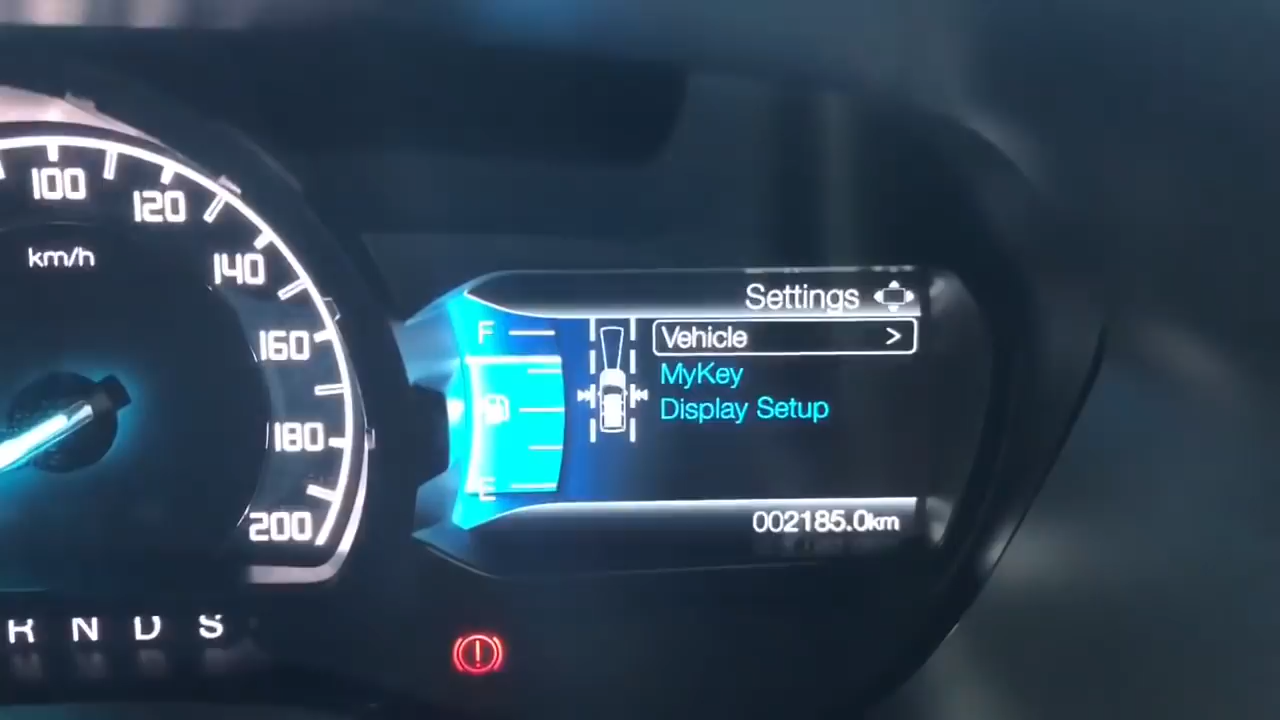 100
120
km/h
140
160
180
200
R N D S
F
E
Settings
Vehicle >
MyKey
Display Setup
002185.0km